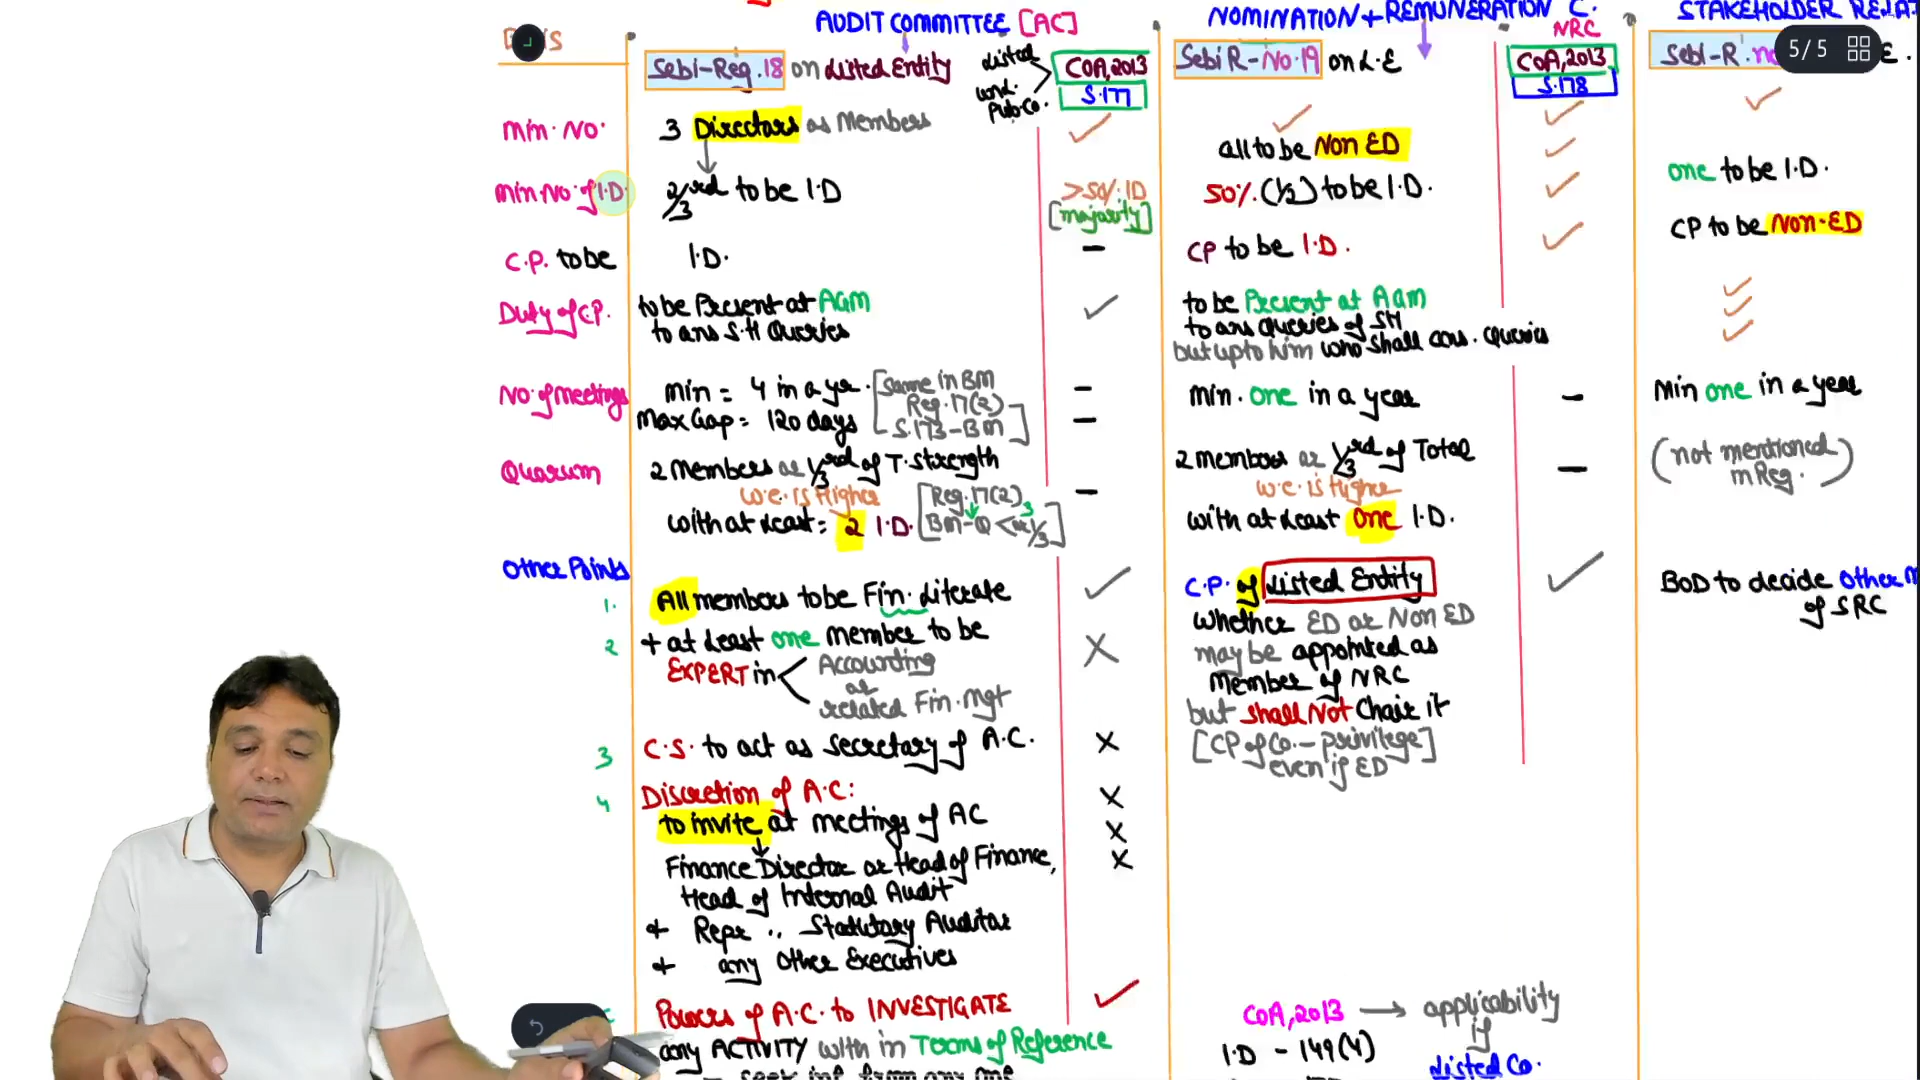 AUDIT COMMITTEE [AC]
NOMINATION + REMUNERATION C.
NRC
STAKEHOLDER RELAT
Sebi-Reg.18 on Listed Entity
Listed
unl.
Pub.Co.
COA,2013
S.177
Sebi R-No.19 on L.E
COA,2013
S.178
Sebi-R. no
E.
5/5
Min. No.
3 Directors as Members
all to be Non ED
one to be I.D.
Min No. of I.D.
2/3rd to be I.D
>50%. ID
[majority]
50%. (1/2) to be I.D.
CP to be Non-ED
C.P. to be
I.D.
CP to be I.D.
Duty of C.P.
to be Present at AGM
to ans S.H Queries
to be Present at AGM
to ans Queries of SH
but upto him who shall ans. Queries
No. of Meetings
Min = 4 in a yr.
Max Gap = 120 days
[Same in BM
Reg.17(2)
S.173-BM]
min. one in a year
Min one in a year
Quorum
2 Members or 1/3rd of T. Strength
w.e. is Higher
with at least = 2 I.D.
[Reg.17(2)
BM-Q < 3 or 1/3]
2 members or 1/3rd of Total
w.e. is Higher
with at least one I.D.
(not mentioned
in Reg.)
Other Points
1.
All members to be Fin. Literate
2
+ at least one member to be
EXPERT in
Accounting
or
related Fin. Mgt
3
C.S. to act as Secretary of A.C.
4
Discretion of A.C:
to invite at meetings of AC
Finance Director or Head of Finance,
Head of Internal Audit
+ Repr .. Statutory Auditor
+ any Other Executives
Powers of A.C. to INVESTIGATE
any ACTIVITY with in Terms of Reference
C.P. of Listed Entity
Whether ED or Non ED
may be appointed as
Member of NRC
but shall Not Chair it
[CP of Co. - privilege]
even if ED
BOD to decide Other M
of SRC
COA, 2013 → applicability
if
I.D - 149(4)
Listed Co.